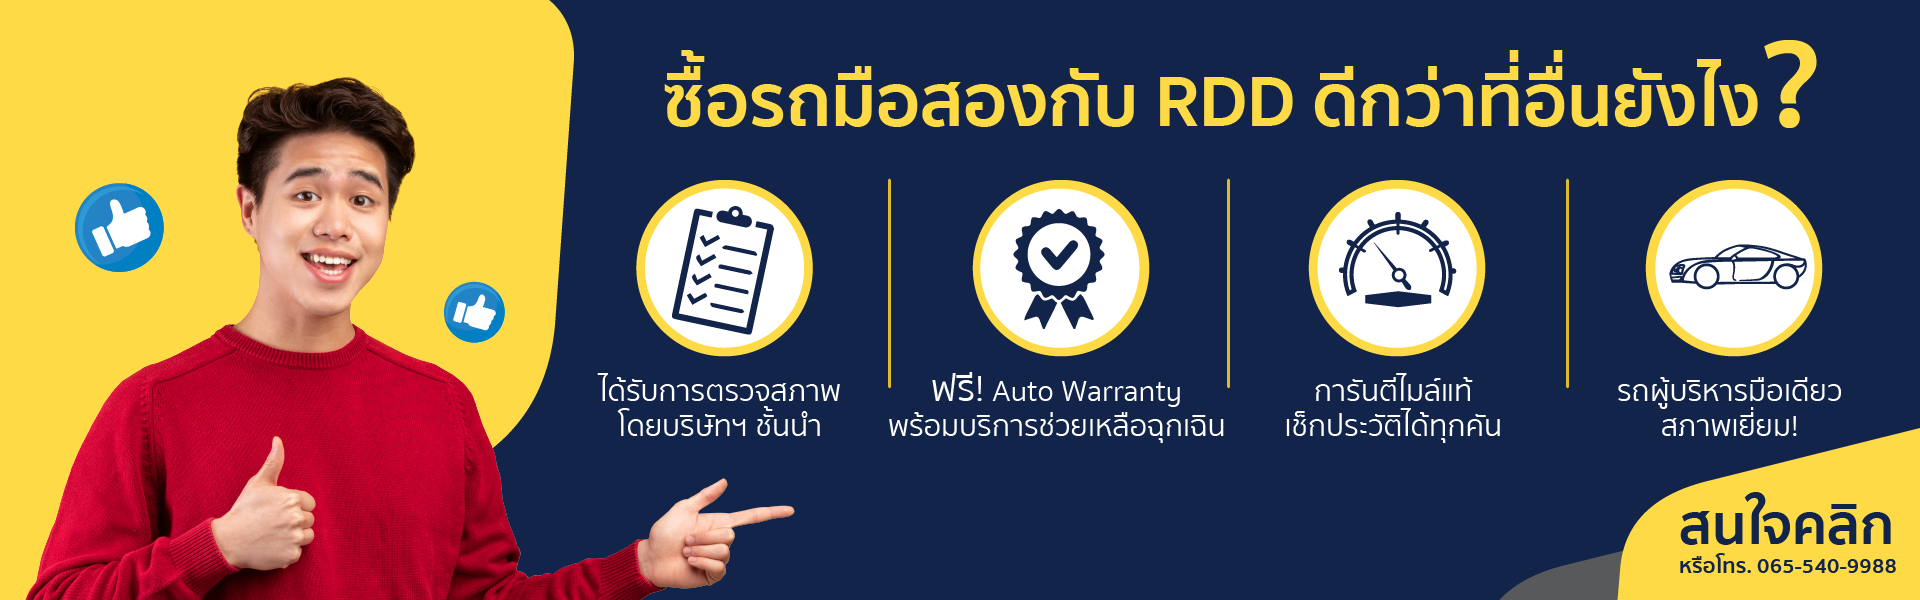 ซื้อรถมือสองกับ RDD ดีกว่าที่อื่นยังไง?
ได้รับการตรวจสภาพ
โดยบริษัทฯ ชั้นนำ
ฟรี! Auto Warranty
พร้อมบริการช่วยเหลือฉุกเฉิน
การันตีไมล์แท้
เช็กประวัติได้ทุกคัน
รถผู้บริหารมือเดียว
สภาพเยี่ยม!
สนใจคลิก
หรือโทร. 065-540-9988